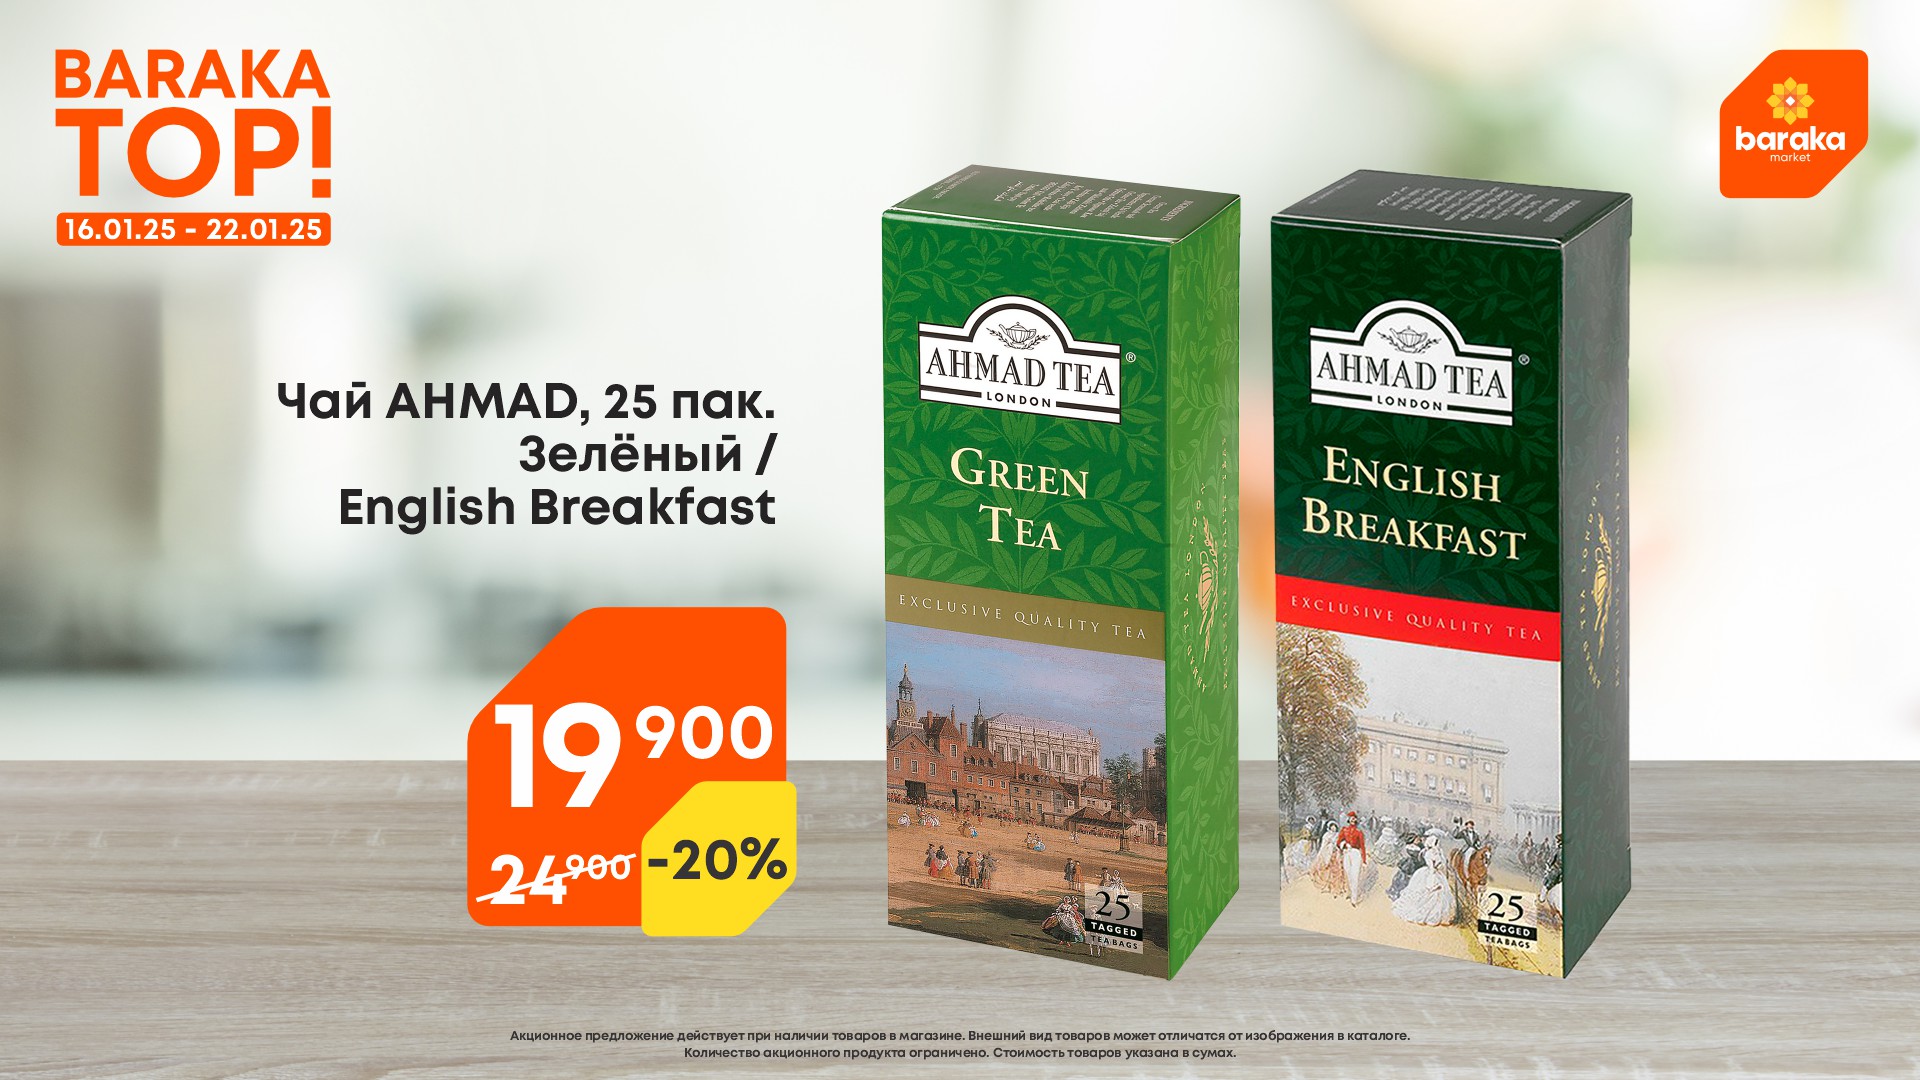 BARAKA
TOP!
16.01.25 - 22.01.25
baraka
market
Чай AHMAD, 25 пак.
Зелёный /
English Breakfast
19 900
24 900
-20%
AHMAD TEA®
LONDON
GREEN
TEA
EXCLUSIVE QUALITY TEA
25
TAGGED
TEABAGS
AHMAD TEA®
LONDON
ENGLISH
BREAKFAST
EXCLUSIVE QUALITY TEA
25
TAGGED
TEABAGS
Акционное предложение действует при наличии товаров в магазине. Внешний вид товаров может отличатся от изображения в каталоге.
Количество акционного продукта ограничено. Стоимость товаров указана в сумах.